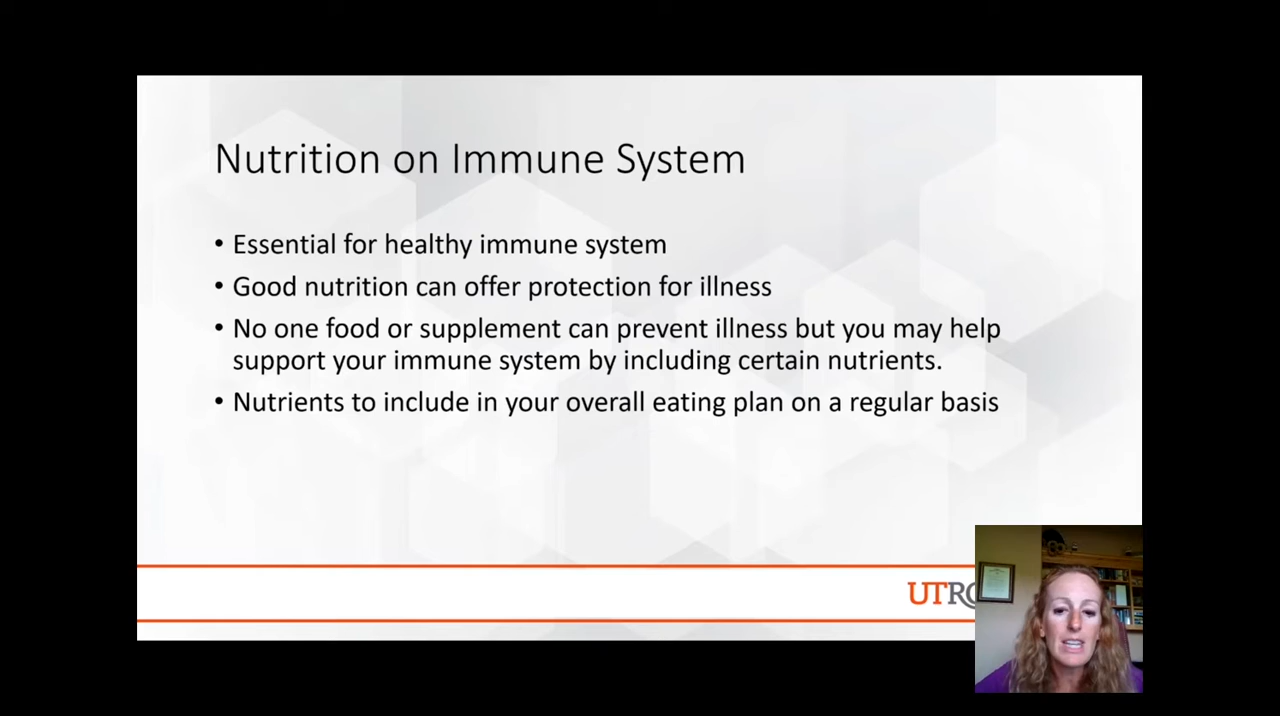 Nutrition on Immune System
• Essential for healthy immune system
• Good nutrition can offer protection for illness
• No one food or supplement can prevent illness but you may help
support your immune system by including certain nutrients.
• Nutrients to include in your overall eating plan on a regular basis